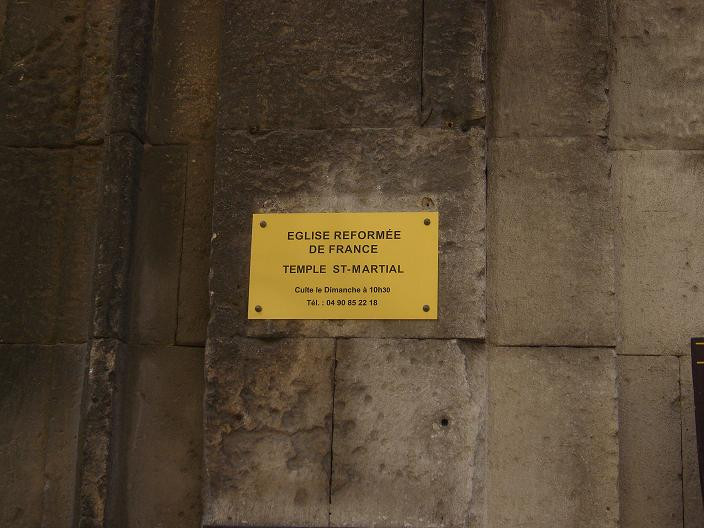 EGLISE REFORMÉE
DE FRANCE
TEMPLE ST-MARTIAL
Culte le Dimanche à 10h30
Tél. : 04 90 85 22 18